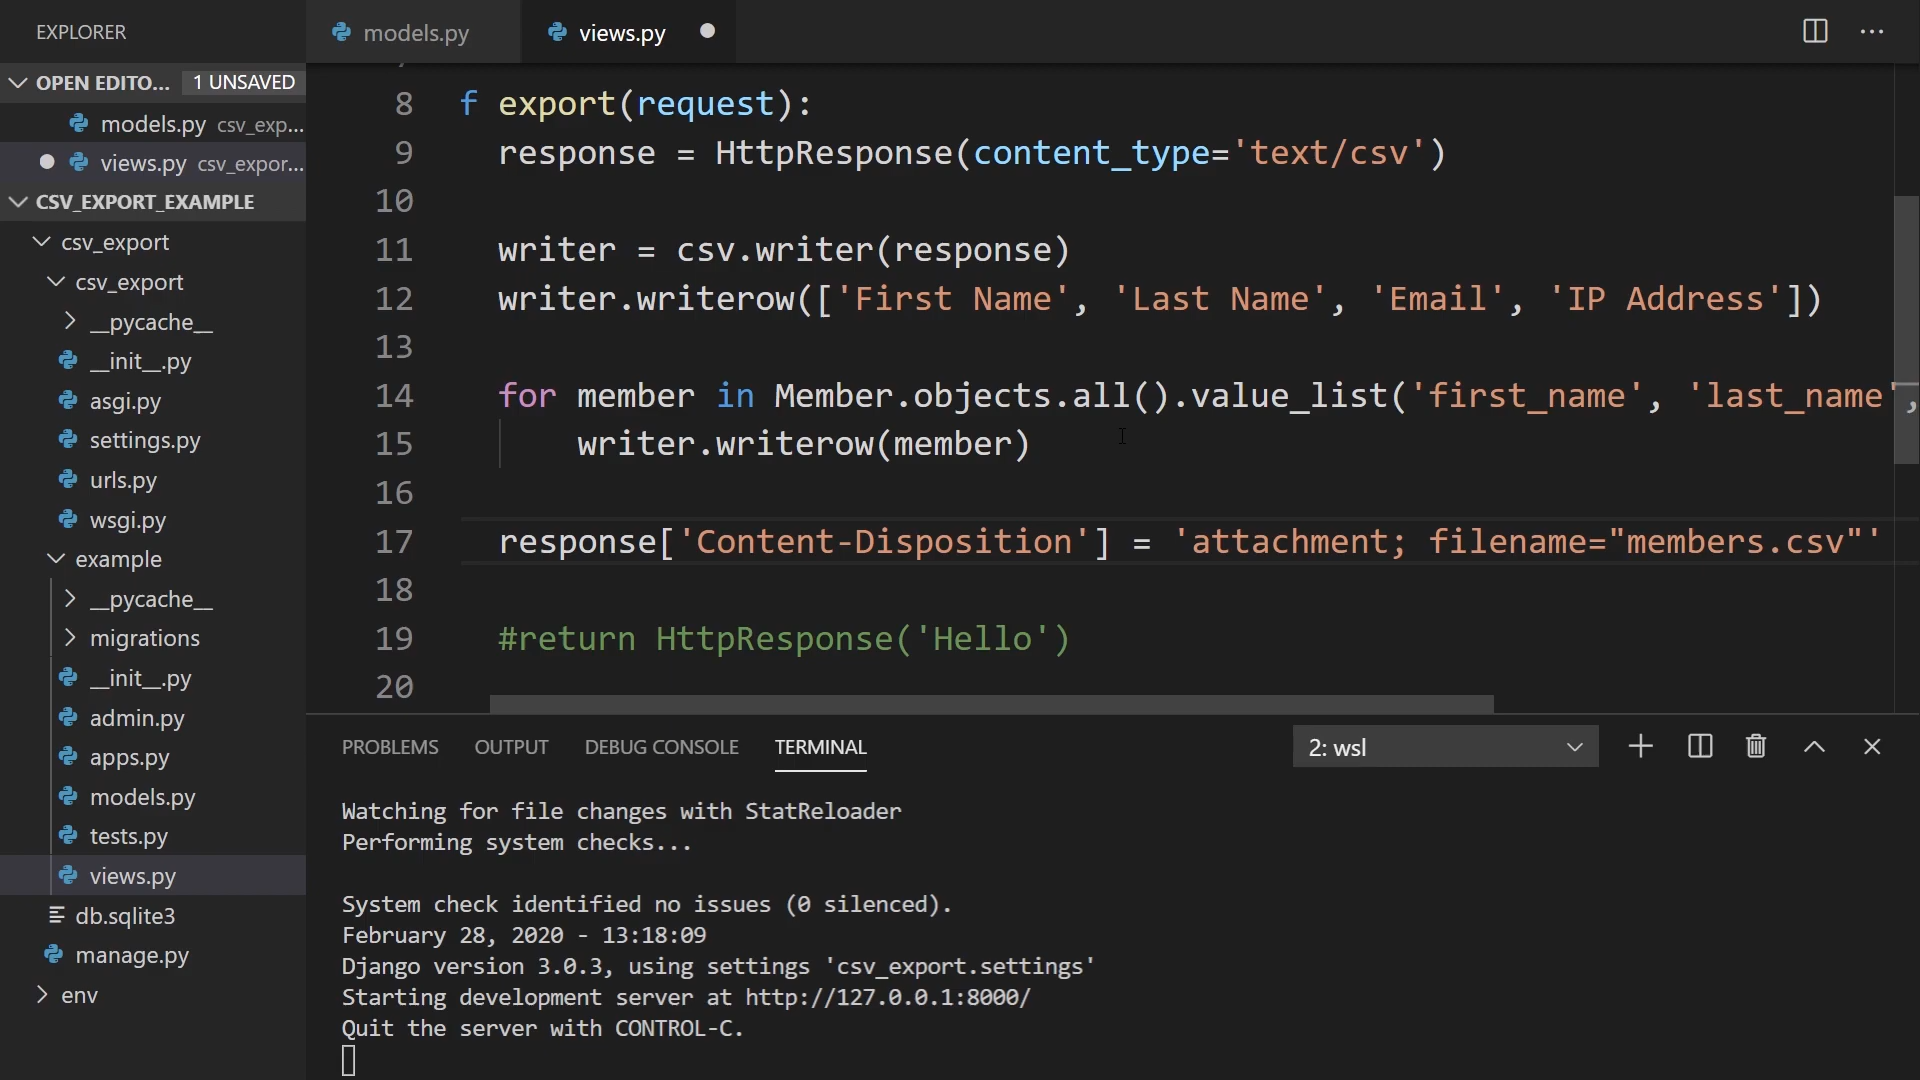 EXPLORER
OPEN EDITO... 1 UNSAVED
models.py csv_exp...
views.py csv_expor...
CSV_EXPORT_EXAMPLE
csv_export
csv_export
__pycache__
__init__.py
asgi.py
settings.py
urls.py
wsgi.py
example
__pycache__
migrations
__init__.py
admin.py
apps.py
models.py
tests.py
views.py
db.sqlite3
manage.py
env
models.py views.py
8 f export(request):
9 response = HttpResponse(content_type='text/csv')
10
11 writer = csv.writer(response)
12 writer.writerow(['First Name', 'Last Name', 'Email', 'IP Address'])
13
14 for member in Member.objects.all().value_list('first_name', 'last_name',
15 writer.writerow(member)
16
17 response['Content-Disposition'] = 'attachment; filename="members.csv"'
18
19 #return HttpResponse('Hello')
20
PROBLEMS OUTPUT DEBUG CONSOLE TERMINAL 2: wsl
Watching for file changes with StatReloader
Performing system checks...
System check identified no issues (0 silenced).
February 28, 2020 - 13:18:09
Django version 3.0.3, using settings 'csv_export.settings'
Starting development server at http://127.0.0.1:8000/
Quit the server with CONTROL-C.